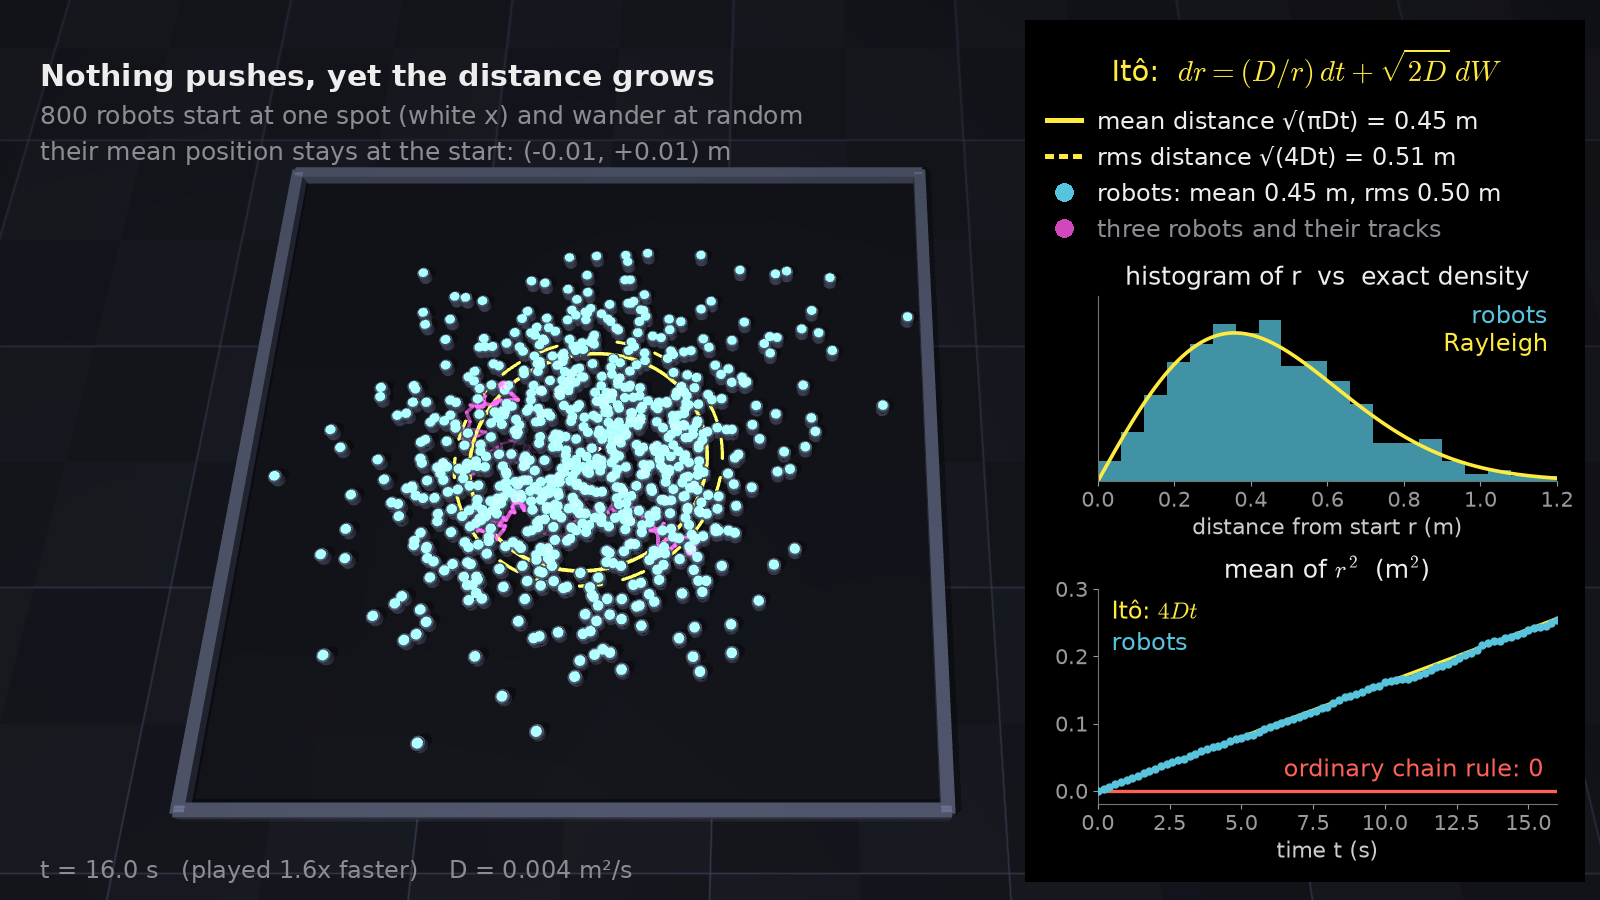 Nothing pushes, yet the distance grows
800 robots start at one spot (white x) and wander at random
their mean position stays at the start: (-0.01, +0.01) m
t = 16.0 s (played 1.6x faster) D = 0.004 m²/s
Itô: dr = (D/r) dt + √2D dW
mean distance √(πDt) = 0.45 m
rms distance √(4Dt) = 0.51 m
robots: mean 0.45 m, rms 0.50 m
three robots and their tracks
histogram of r vs exact density
robots
Rayleigh
0.0 0.2 0.4 0.6 0.8 1.0 1.2
distance from start r (m)
mean of r² (m²)
0.3
Itô: 4Dt
robots
0.2
0.1
ordinary chain rule: 0
0.0
0.0 2.5 5.0 7.5 10.0 12.5 15.0
time t (s)